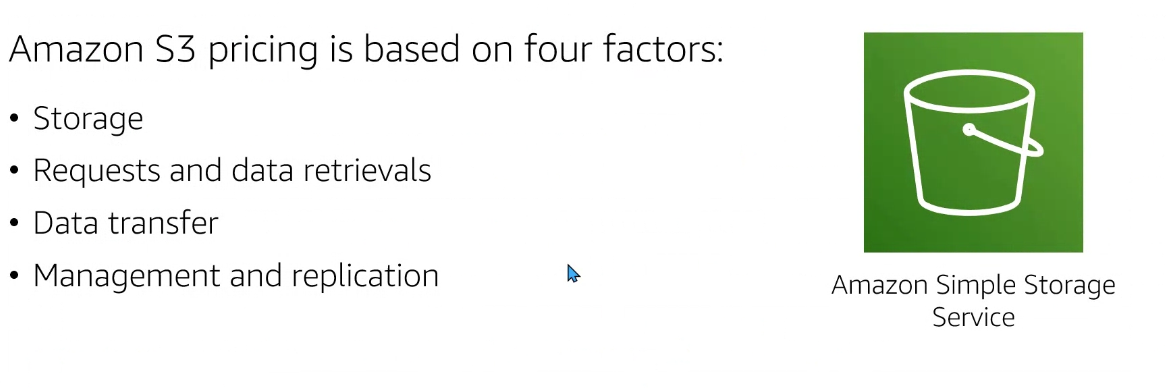 Amazon S3 pricing is based on four factors:
• Storage
• Requests and data retrievals
• Data transfer
• Management and replication
Amazon Simple Storage
Service